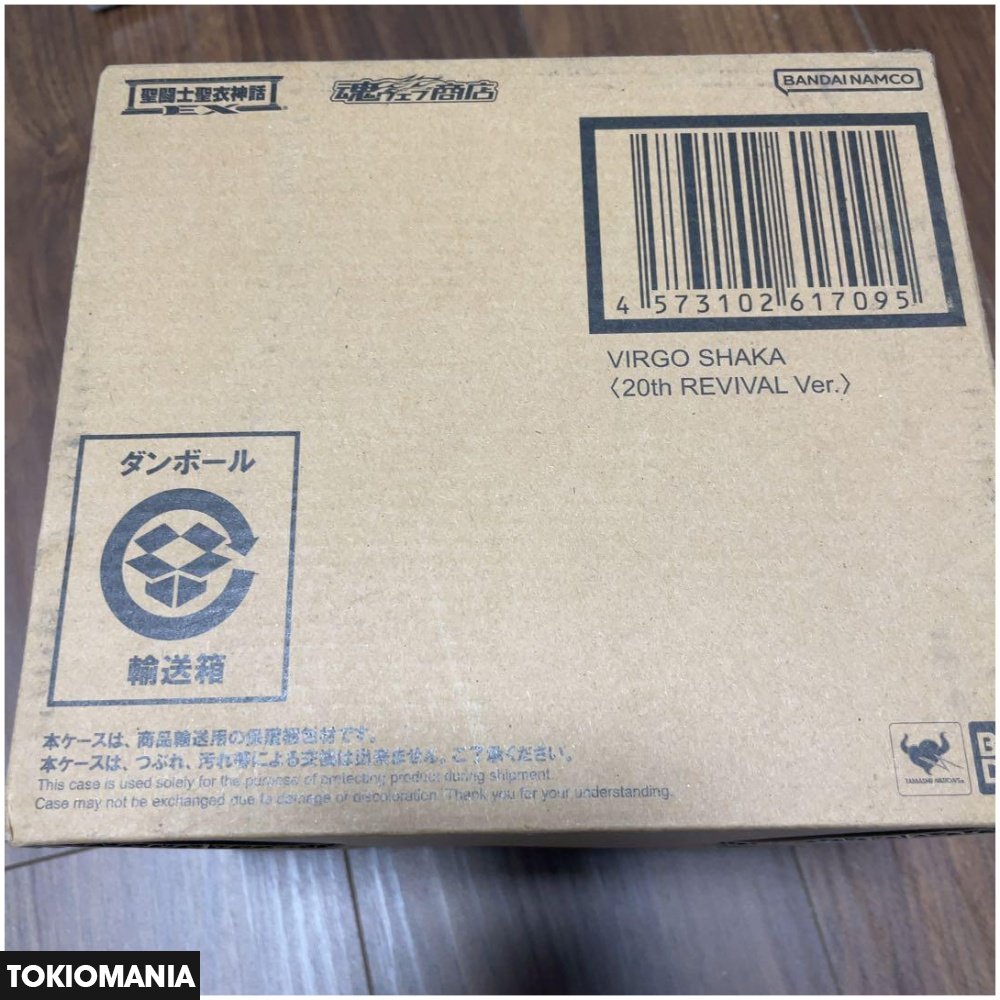 聖闘士聖衣神話
EX
魂ウェブ商店
BANDAI NAMCO
4 573102 617095
VIRGO SHAKA
〈20th REVIVAL Ver.〉
ダンボール
輸送箱
本ケースは、商品輸送用の保護梱包材です。
本ケースは、つぶれ、汚れ等による交換は出来ません。ご了承ください。
This case is used solely for the purpose of protecting product during shipment.
Case may not be exchanged due to damage or discoloration. Thank you for your understanding.
TAMASHII NATIONS
TOKIOMANIA